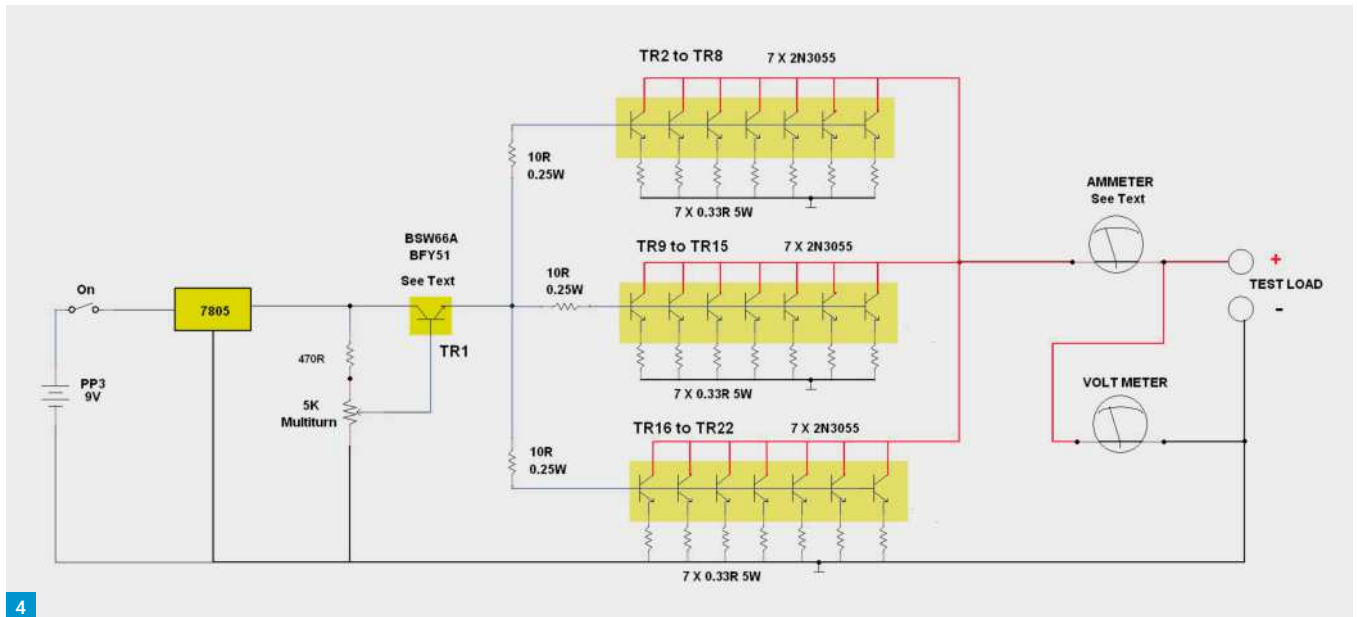 TR2 to TR8
7 X 2N3055
10R
0.25W
7 X 0.33R 5W
AMMETER
See Text
BSW66A
BFY51
See Text
TR9 to TR15
7 X 2N3055
10R
0.25W
+
TEST LOAD
-
On
7805
TR1
470R
PP3
9V
5K
Multiturn
7 X 0.33R 5W
VOLT METER
TR16 to TR22
7 X 2N3055
10R
0.25W
7 X 0.33R 5W
4